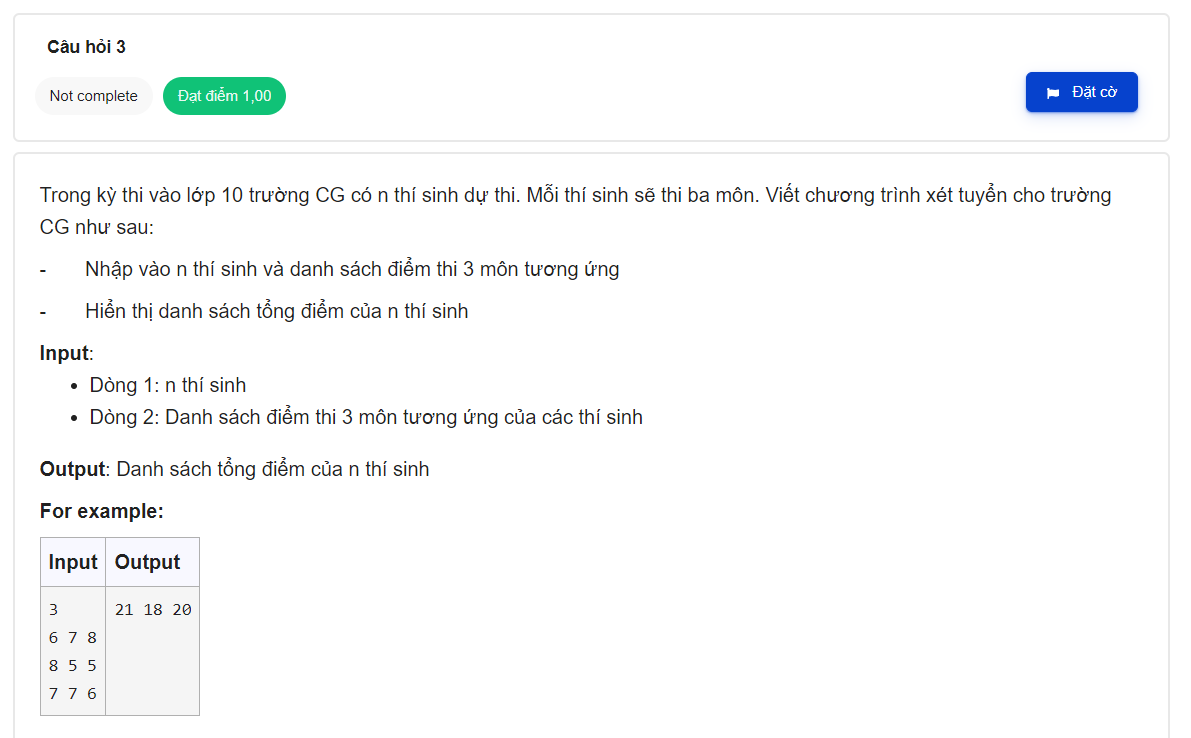 Câu hỏi 3
Not complete
Đạt điểm 1,00
Đặt cờ
Trong kỳ thi vào lớp 10 trường CG có n thí sinh dự thi. Mỗi thí sinh sẽ thi ba môn. Viết chương trình xét tuyển cho trường
CG như sau:
- Nhập vào n thí sinh và danh sách điểm thi 3 môn tương ứng
- Hiển thị danh sách tổng điểm của n thí sinh
Input:
• Dòng 1: n thí sinh
• Dòng 2: Danh sách điểm thi 3 môn tương ứng của các thí sinh
Output: Danh sách tổng điểm của n thí sinh
For example:
Input Output
3 21 18 20
6 7 8
8 5 5
7 7 6